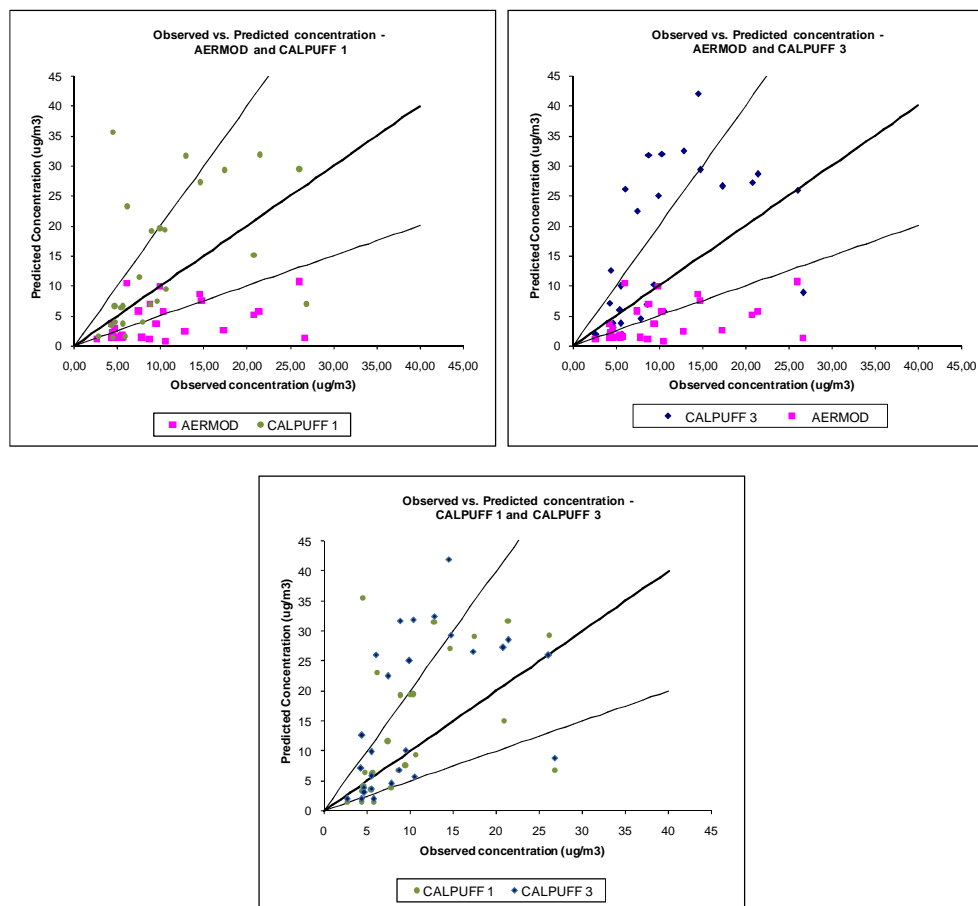 Observed vs. Predicted concentration -
AERMOD and CALPUFF 1
45
40
35
30
25
20
15
10
5
0
Predicted Concentration (ug/m3)
0,00 5,00 10,00 15,00 20,00 25,00 30,00 35,00 40,00 45,00
Observed concentration (ug/m3)
AERMOD CALPUFF 1
Observed vs. Predicted concentration -
AERMOD and CALPUFF 3
45
40
35
30
25
20
15
10
5
0
Predicted Concentration (ug/m3)
0,00 5,00 10,00 15,00 20,00 25,00 30,00 35,00 40,00 45,00
Observed concentration (ug/m3)
CALPUFF 3 AERMOD
Observed vs. Predicted concentration -
CALPUFF 1 and CALPUFF 3
45
40
35
30
25
20
15
10
5
0
Predicted Concentration (ug/m3)
0 5 10 15 20 25 30 35 40 45
Observed concentration (ug/m3)
CALPUFF 1 CALPUFF 3